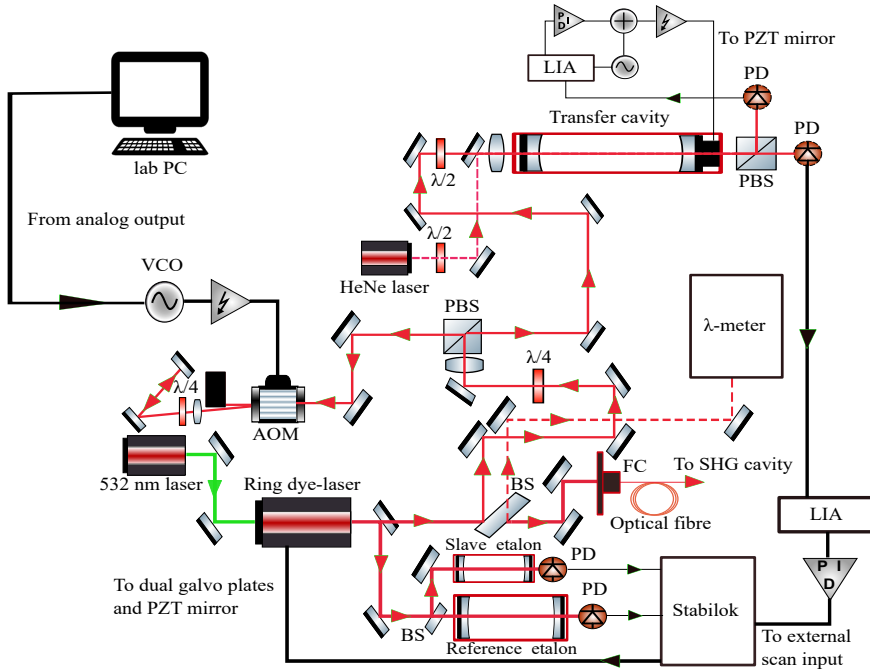 P I
D
To PZT mirror
LIA
PD
Transfer cavity
PD
lab PC
λ/2
PBS
From analog output
λ/2
VCO
HeNe laser
PBS
λ-meter
λ/4
λ/4
AOM
532 nm laser
Ring dye-laser
BS
FC
To SHG cavity
Optical fibre
LIA
Slave etalon
PD
P I
D
To dual galvo plates
and PZT mirror
PD
BS
Stabilok
Reference etalon
To external
scan input